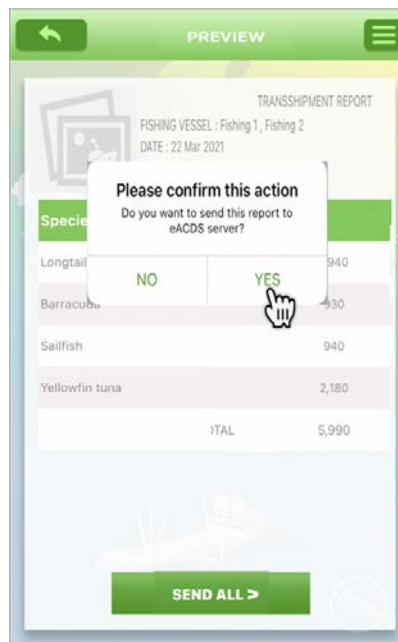 PREVIEW
TRANSSHIPMENT REPORT
FISHING VESSEL : Fishing 1 , Fishing 2
DATE : 22 Mar 2021
Please confirm this action
Do you want to send this report to
eACDS server?
NO YES
Specie
Longtail 940
Barracuda 930
Sailfish 940
Yellowfin tuna 2,180
OTAL 5,990
SEND ALL >